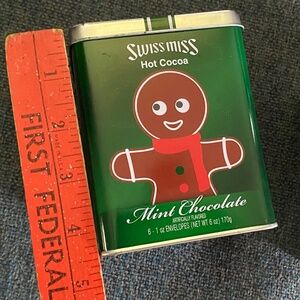 SWISS MISS
Hot Cocoa
Mint Chocolate
ARTIFICIALLY FLAVORED
6 - 1 oz ENVELOPES (NET WT 6 oz) 170g
1
2
3
4
5
FIRST FEDERAL